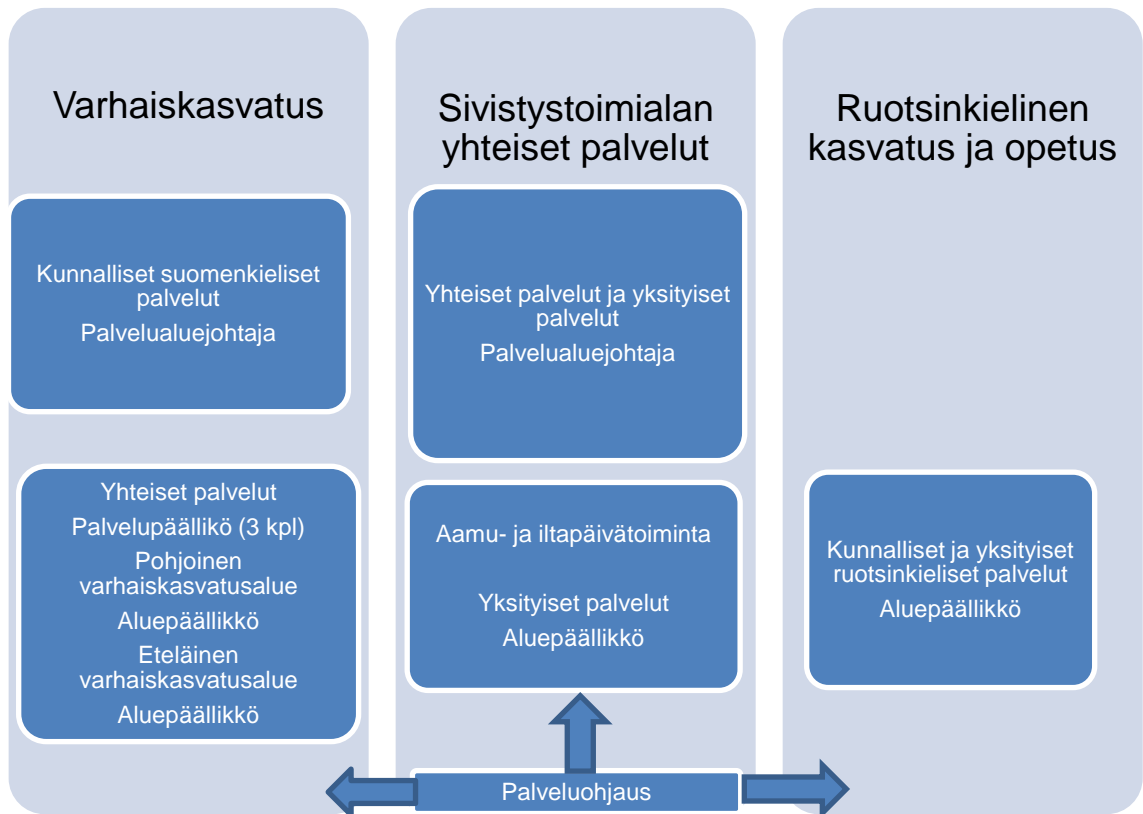 Varhaiskasvatus
Kunnalliset suomenkieliset
palvelut
Palvelualuejohtaja
Yhteiset palvelut
Palvelupäällikö (3 kpl)
Pohjoinen
varhaiskasvatusalue
Aluepäällikkö
Eteläinen
varhaiskasvatusalue
Aluepäällikkö
Sivistystoimialan
yhteiset palvelut
Yhteiset palvelut ja yksityiset
palvelut
Palvelualuejohtaja
Aamu- ja iltapäivätoiminta
Yksityiset palvelut
Aluepäällikkö
Ruotsinkielinen
kasvatus ja opetus
Kunnalliset ja yksityiset
ruotsinkieliset palvelut
Aluepäällikkö
Palveluohjaus